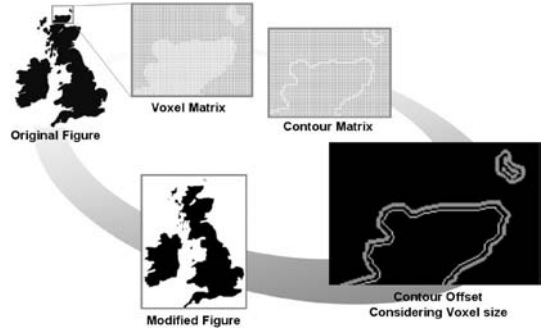 Original Figure
Voxel Matrix
Contour Matrix
Modified Figure
Contour Offset
Considering Voxel size